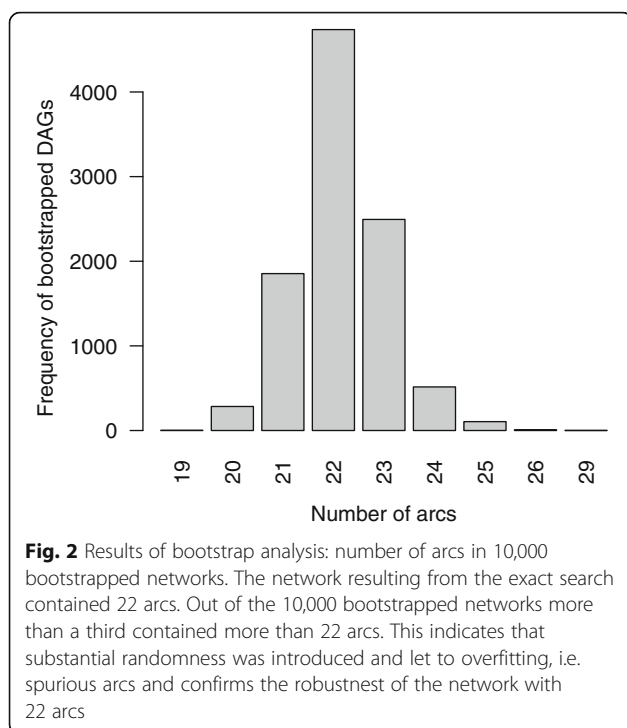 4000
3000
2000
1000
0
Frequency of bootstrapped DAGs
19 20 21 22 23 24 25 26 29
Number of arcs
Fig. 2 Results of bootstrap analysis: number of arcs in 10,000
bootstrapped networks. The network resulting from the exact search
contained 22 arcs. Out of the 10,000 bootstrapped networks more
than a third contained more than 22 arcs. This indicates that
substantial randomness was introduced and let to overfitting, i.e.
spurious arcs and confirms the robustness of the network with
22 arcs